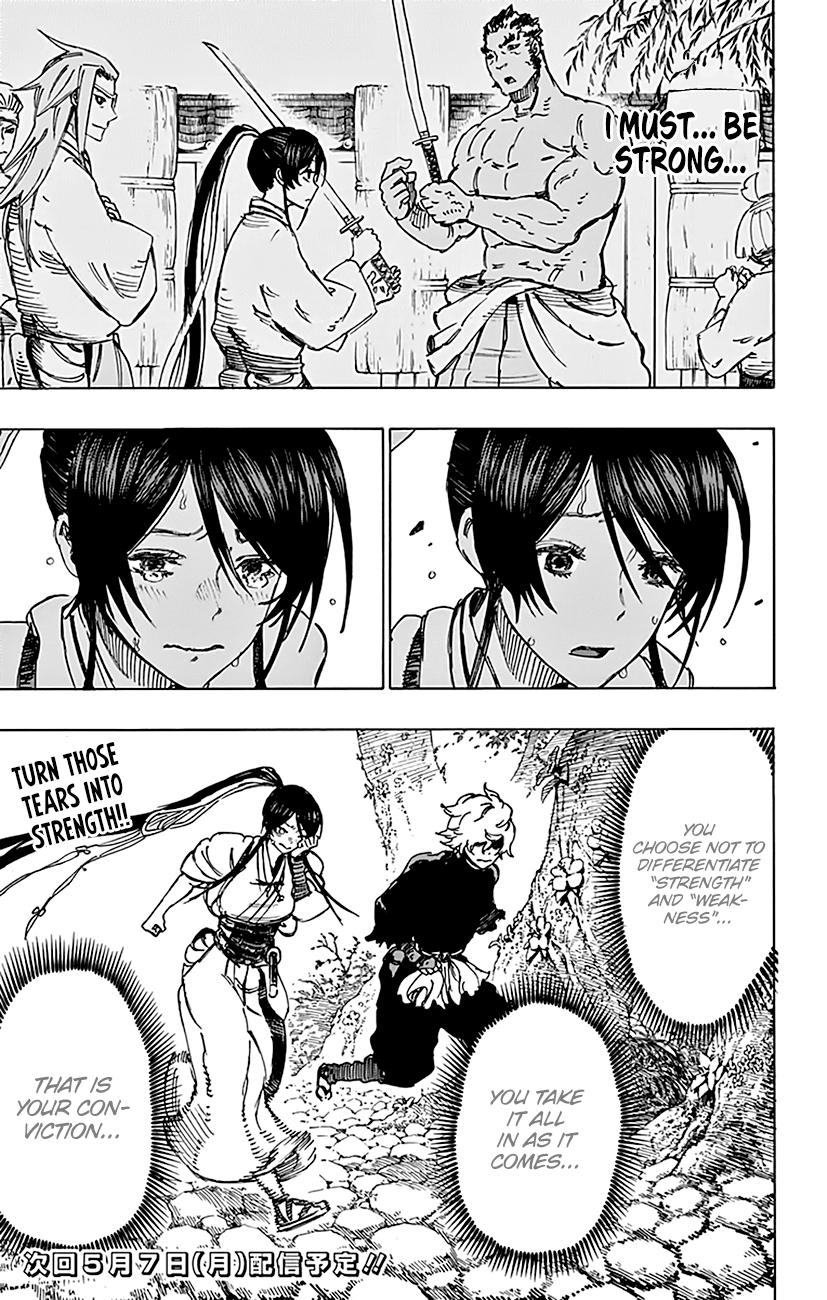 I MUST... BE
STRONG...
YOU
CHOOSE NOT TO
DIFFERENTIATE
"STRENGTH"
AND "WEAK-
NESS"...
YOU TAKE
IT ALL
IN AS IT
COMES...
THAT IS
YOUR CON-
VICTION...
TURN THOSE
TEARS INTO
STRENGTH!!
次回5月7日(月)配信予定!!